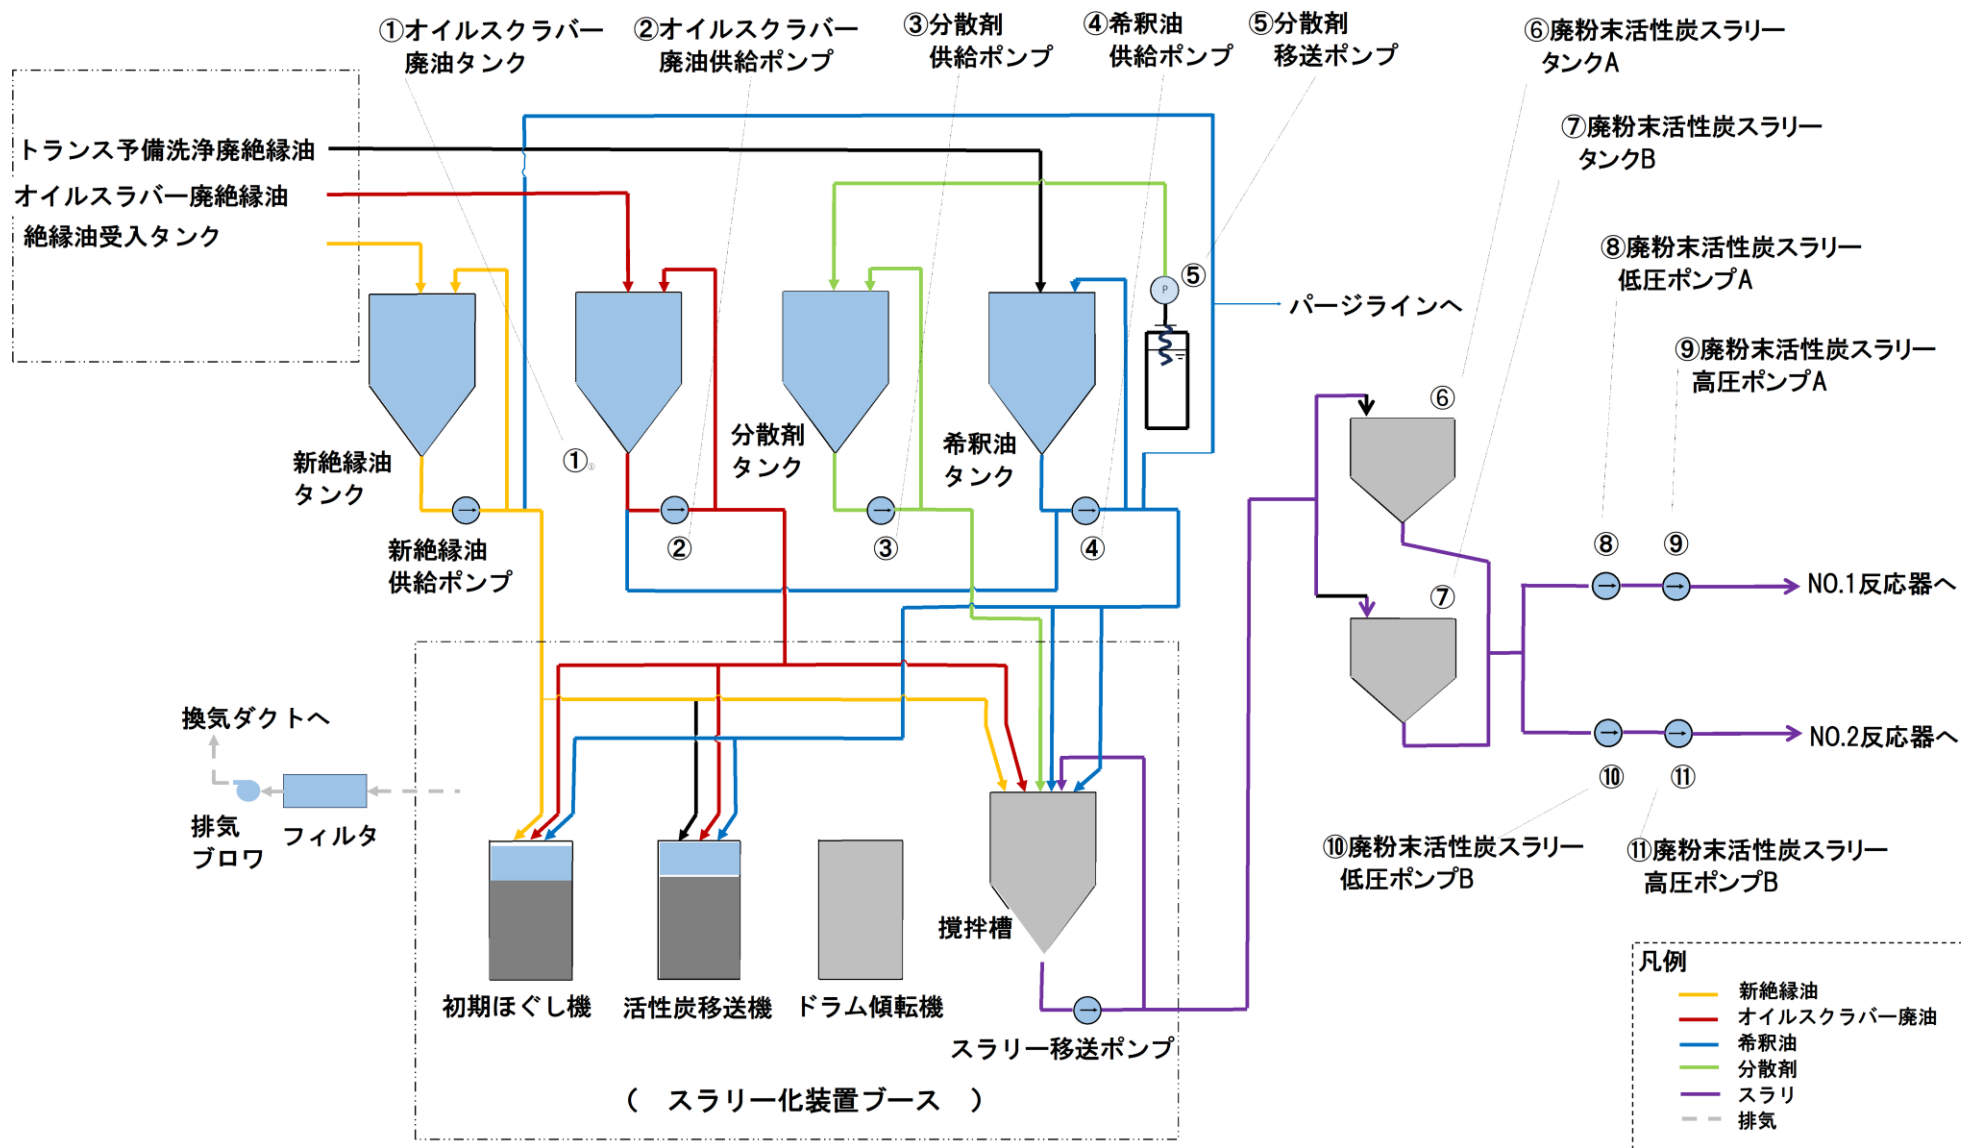 ①オイルスクラバー
廃油タンク
②オイルスクラバー
廃油供給ポンプ
③分散剤
供給ポンプ
④希釈油
供給ポンプ
⑤分散剤
移送ポンプ
⑥廃粉末活性炭スラリー
タンクA
⑦廃粉末活性炭スラリー
タンクB
⑧廃粉末活性炭スラリー
低圧ポンプA
⑨廃粉末活性炭スラリー
高圧ポンプA
トランス予備洗浄廃絶縁油
オイルスラバー廃絶縁油
絶縁油受入タンク
P
⑤
パージラインへ
新絶縁油
タンク
①
分散剤
タンク
希釈油
タンク
⑥
新絶縁油
供給ポンプ
②
③
④
⑧
⑨
⑦
NO.1反応器へ
NO.2反応器へ
⑩
⑪
換気ダクトへ
排気
ブロワ
フィルタ
⑩廃粉末活性炭スラリー
低圧ポンプB
⑪廃粉末活性炭スラリー
高圧ポンプB
撹拌槽
初期ほぐし機
活性炭移送機
ドラム傾転機
スラリー移送ポンプ
( スラリー化装置ブース )
凡例
新絶縁油
オイルスクラバー廃油
希釈油
分散剤
スラリ
排気